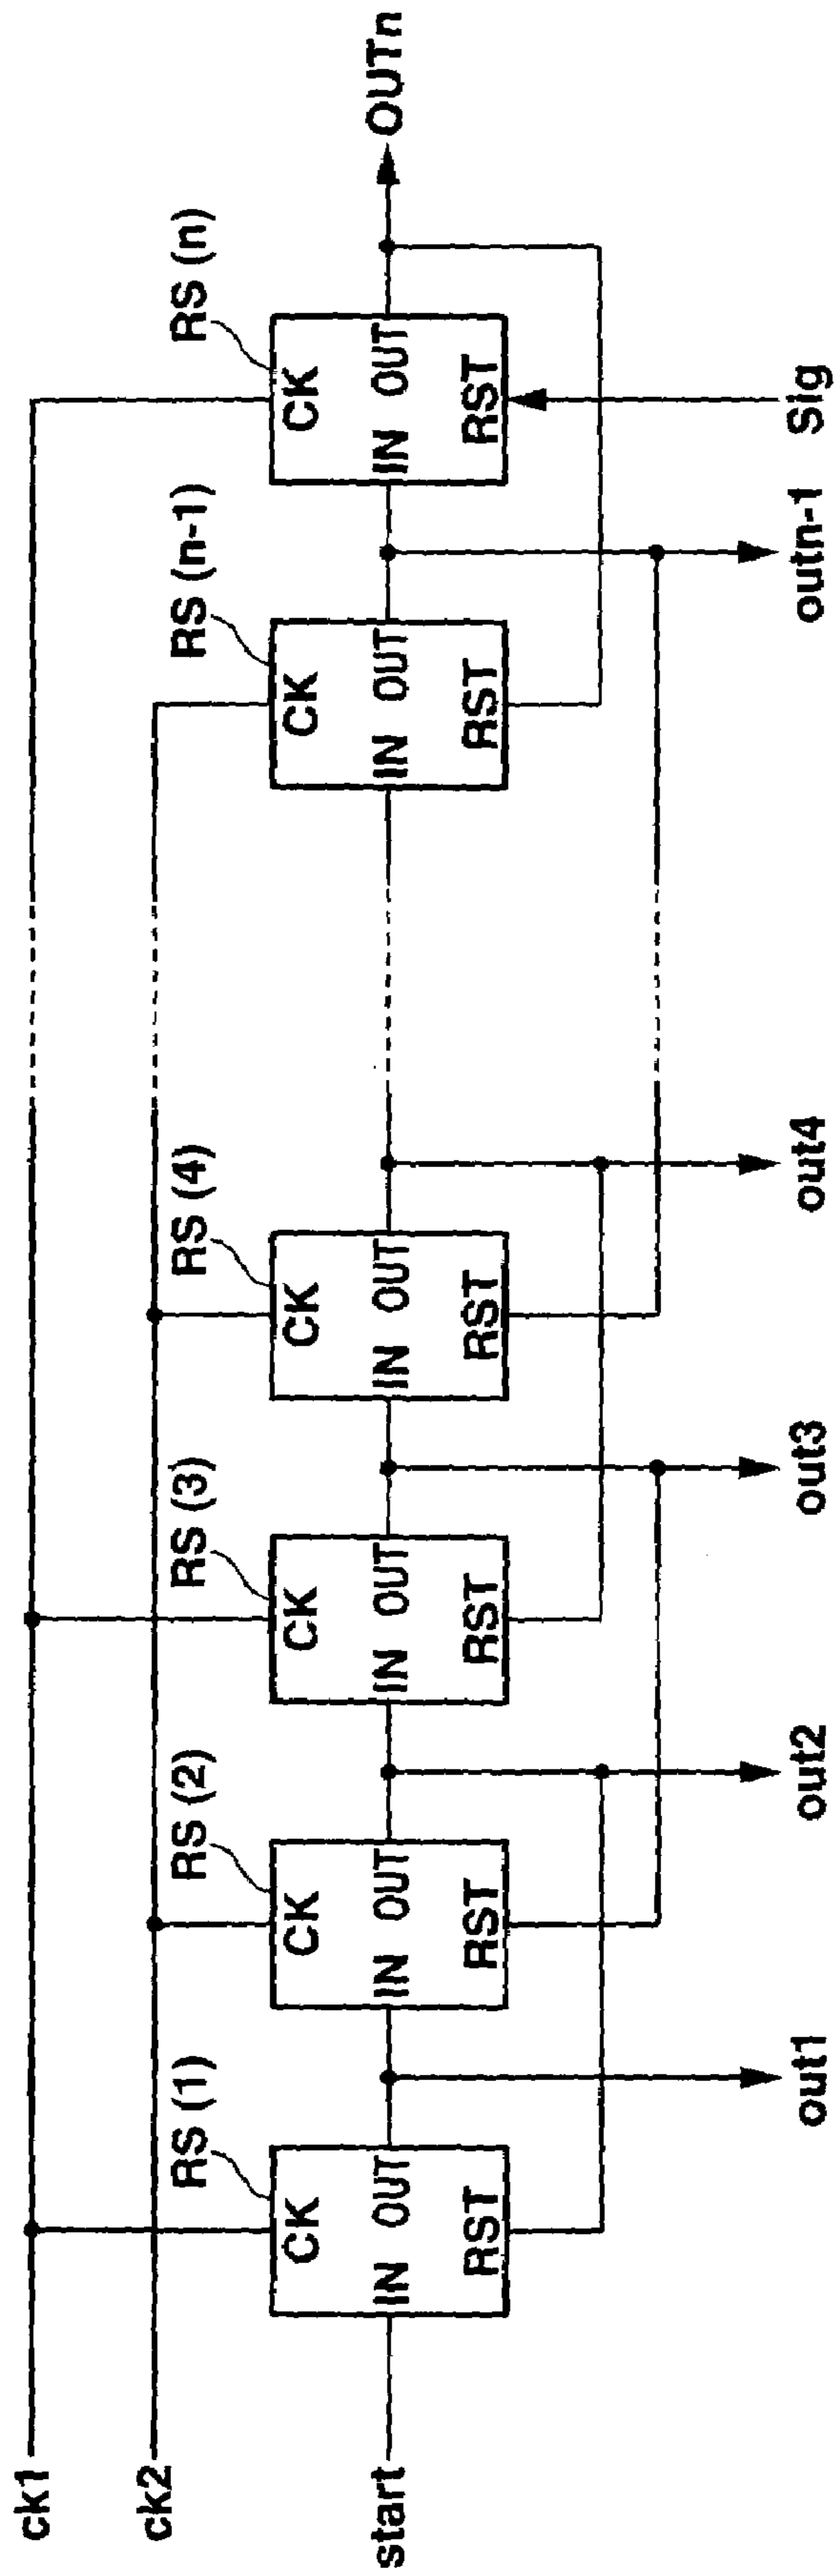 ck1
ck2
start
RS (1)
CK
IN OUT
RST
out1
RS (2)
CK
IN OUT
RST
out2
RS (3)
CK
IN OUT
RST
out3
RS (4)
CK
IN OUT
RST
out4
RS (n-1)
CK
IN OUT
RST
outn-1
RS (n)
CK
IN OUT
RST
Sig
OUTn